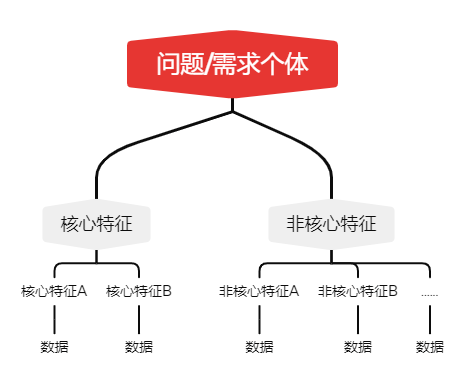 问题/需求个体
核心特征
非核心特征
核心特征A
核心特征B
非核心特征A
非核心特征B
......
数据
数据
数据
数据
数据